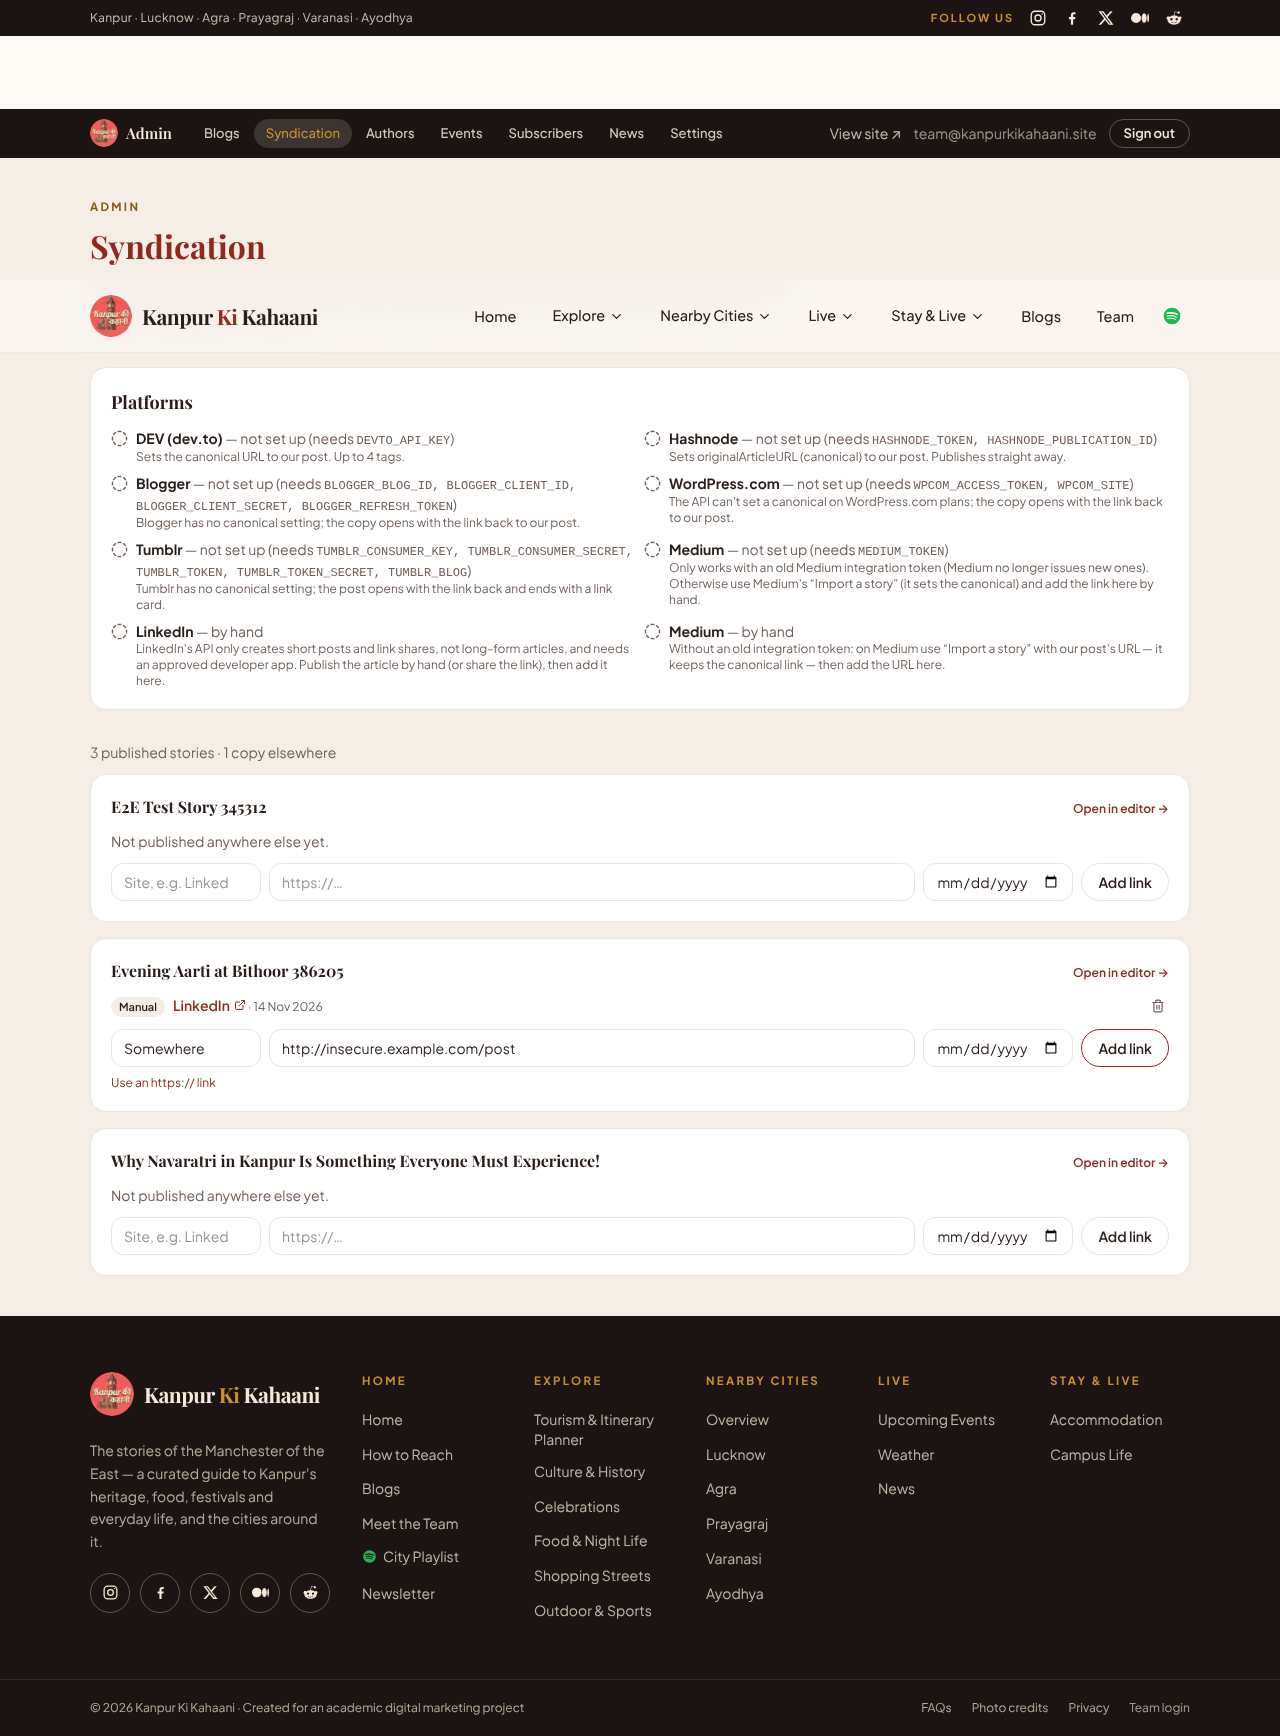 Kanpur · Lucknow · Agra · Prayagraj · Varanasi · Ayodhya
FOLLOW US
Admin
Blogs
Syndication
Authors
Events
Subscribers
News
Settings
View site ↗
team@kanpurkikahaani.site
Sign out
ADMIN
Syndication
Kanpur Ki Kahaani
Home
Explore
Nearby Cities
Live
Stay & Live
Blogs
Team
Platforms
DEV (dev.to) — not set up (needs DEVTO_API_KEY)
Sets the canonical URL to our post. Up to 4 tags.
Hashnode — not set up (needs HASHNODE_TOKEN, HASHNODE_PUBLICATION_ID)
Sets originalArticleURL (canonical) to our post. Publishes straight away.
Blogger — not set up (needs BLOGGER_BLOG_ID, BLOGGER_CLIENT_ID,
BLOGGER_CLIENT_SECRET, BLOGGER_REFRESH_TOKEN)
Blogger has no canonical setting; the copy opens with the link back to our post.
WordPress.com — not set up (needs WPCOM_ACCESS_TOKEN, WPCOM_SITE)
The API can't set a canonical on WordPress.com plans; the copy opens with the link back
to our post.
Tumblr — not set up (needs TUMBLR_CONSUMER_KEY, TUMBLR_CONSUMER_SECRET,
TUMBLR_TOKEN, TUMBLR_TOKEN_SECRET, TUMBLR_BLOG)
Tumblr has no canonical setting; the post opens with the link back and ends with a link
card.
Medium — not set up (needs MEDIUM_TOKEN)
Only works with an old Medium integration token (Medium no longer issues new ones).
Otherwise use Medium's “Import a story” (it sets the canonical) and add the link here by
hand.
LinkedIn — by hand
LinkedIn's API only creates short posts and link shares, not long-form articles, and needs
an approved developer app. Publish the article by hand (or share the link), then add it
here.
Medium — by hand
Without an old integration token: on Medium use “Import a story” with our post's URL — it
keeps the canonical link — then add the URL here.
3 published stories · 1 copy elsewhere
E2E Test Story 345312
Open in editor →
Not published anywhere else yet.
Site, e.g. Linked
https://…
mm/dd/yyyy
Add link
Evening Aarti at Bithoor 386205
Open in editor →
Manual LinkedIn · 14 Nov 2026
Somewhere
http://insecure.example.com/post
mm/dd/yyyy
Add link
Use an https:// link
Why Navaratri in Kanpur Is Something Everyone Must Experience!
Open in editor →
Not published anywhere else yet.
Site, e.g. Linked
https://…
mm/dd/yyyy
Add link
Kanpur Ki Kahaani
The stories of the Manchester of the
East — a curated guide to Kanpur's
heritage, food, festivals and
everyday life, and the cities around
it.
HOME
Home
How to Reach
Blogs
Meet the Team
City Playlist
Newsletter
EXPLORE
Tourism & Itinerary
Planner
Culture & History
Celebrations
Food & Night Life
Shopping Streets
Outdoor & Sports
NEARBY CITIES
Overview
Lucknow
Agra
Prayagraj
Varanasi
Ayodhya
LIVE
Upcoming Events
Weather
News
STAY & LIVE
Accommodation
Campus Life
© 2026 Kanpur Ki Kahaani · Created for an academic digital marketing project
FAQs
Photo credits
Privacy
Team login